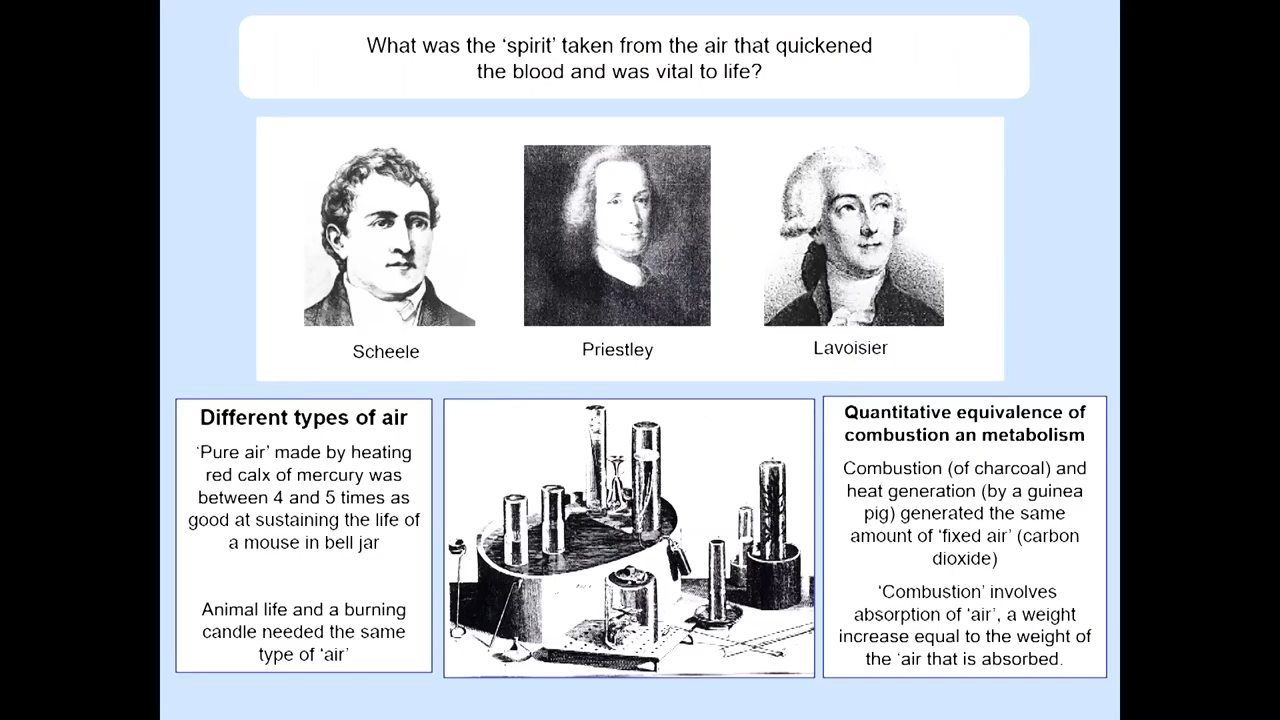 What was the ‘spirit’ taken from the air that quickened
the blood and was vital to life?
Scheele
Priestley
Lavoisier
Different types of air
‘Pure air’ made by heating
red calx of mercury was
between 4 and 5 times as
good at sustaining the life of
a mouse in bell jar
Animal life and a burning
candle needed the same
type of ‘air’
Quantitative equivalence of
combustion an metabolism
Combustion (of charcoal) and
heat generation (by a guinea
pig) generated the same
amount of ‘fixed air’ (carbon
dioxide)
‘Combustion’ involves
absorption of ‘air’, a weight
increase equal to the weight of
the ‘air that is absorbed.